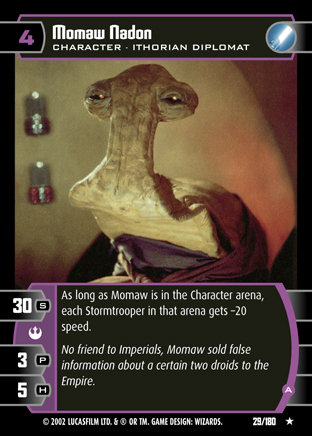 4 Momaw Nadon
CHARACTER · ITHORIAN DIPLOMAT
30 S
As long as Momaw is in the Character arena,
each Stormtrooper in that arena gets –20
speed.
3 P
No friend to Imperials, Momaw sold false
information about a certain two droids to the
Empire.
5 H
A
© 2002 LUCASFILM LTD. & ® OR TM. GAME DESIGN: WIZARDS. 29/180 ★